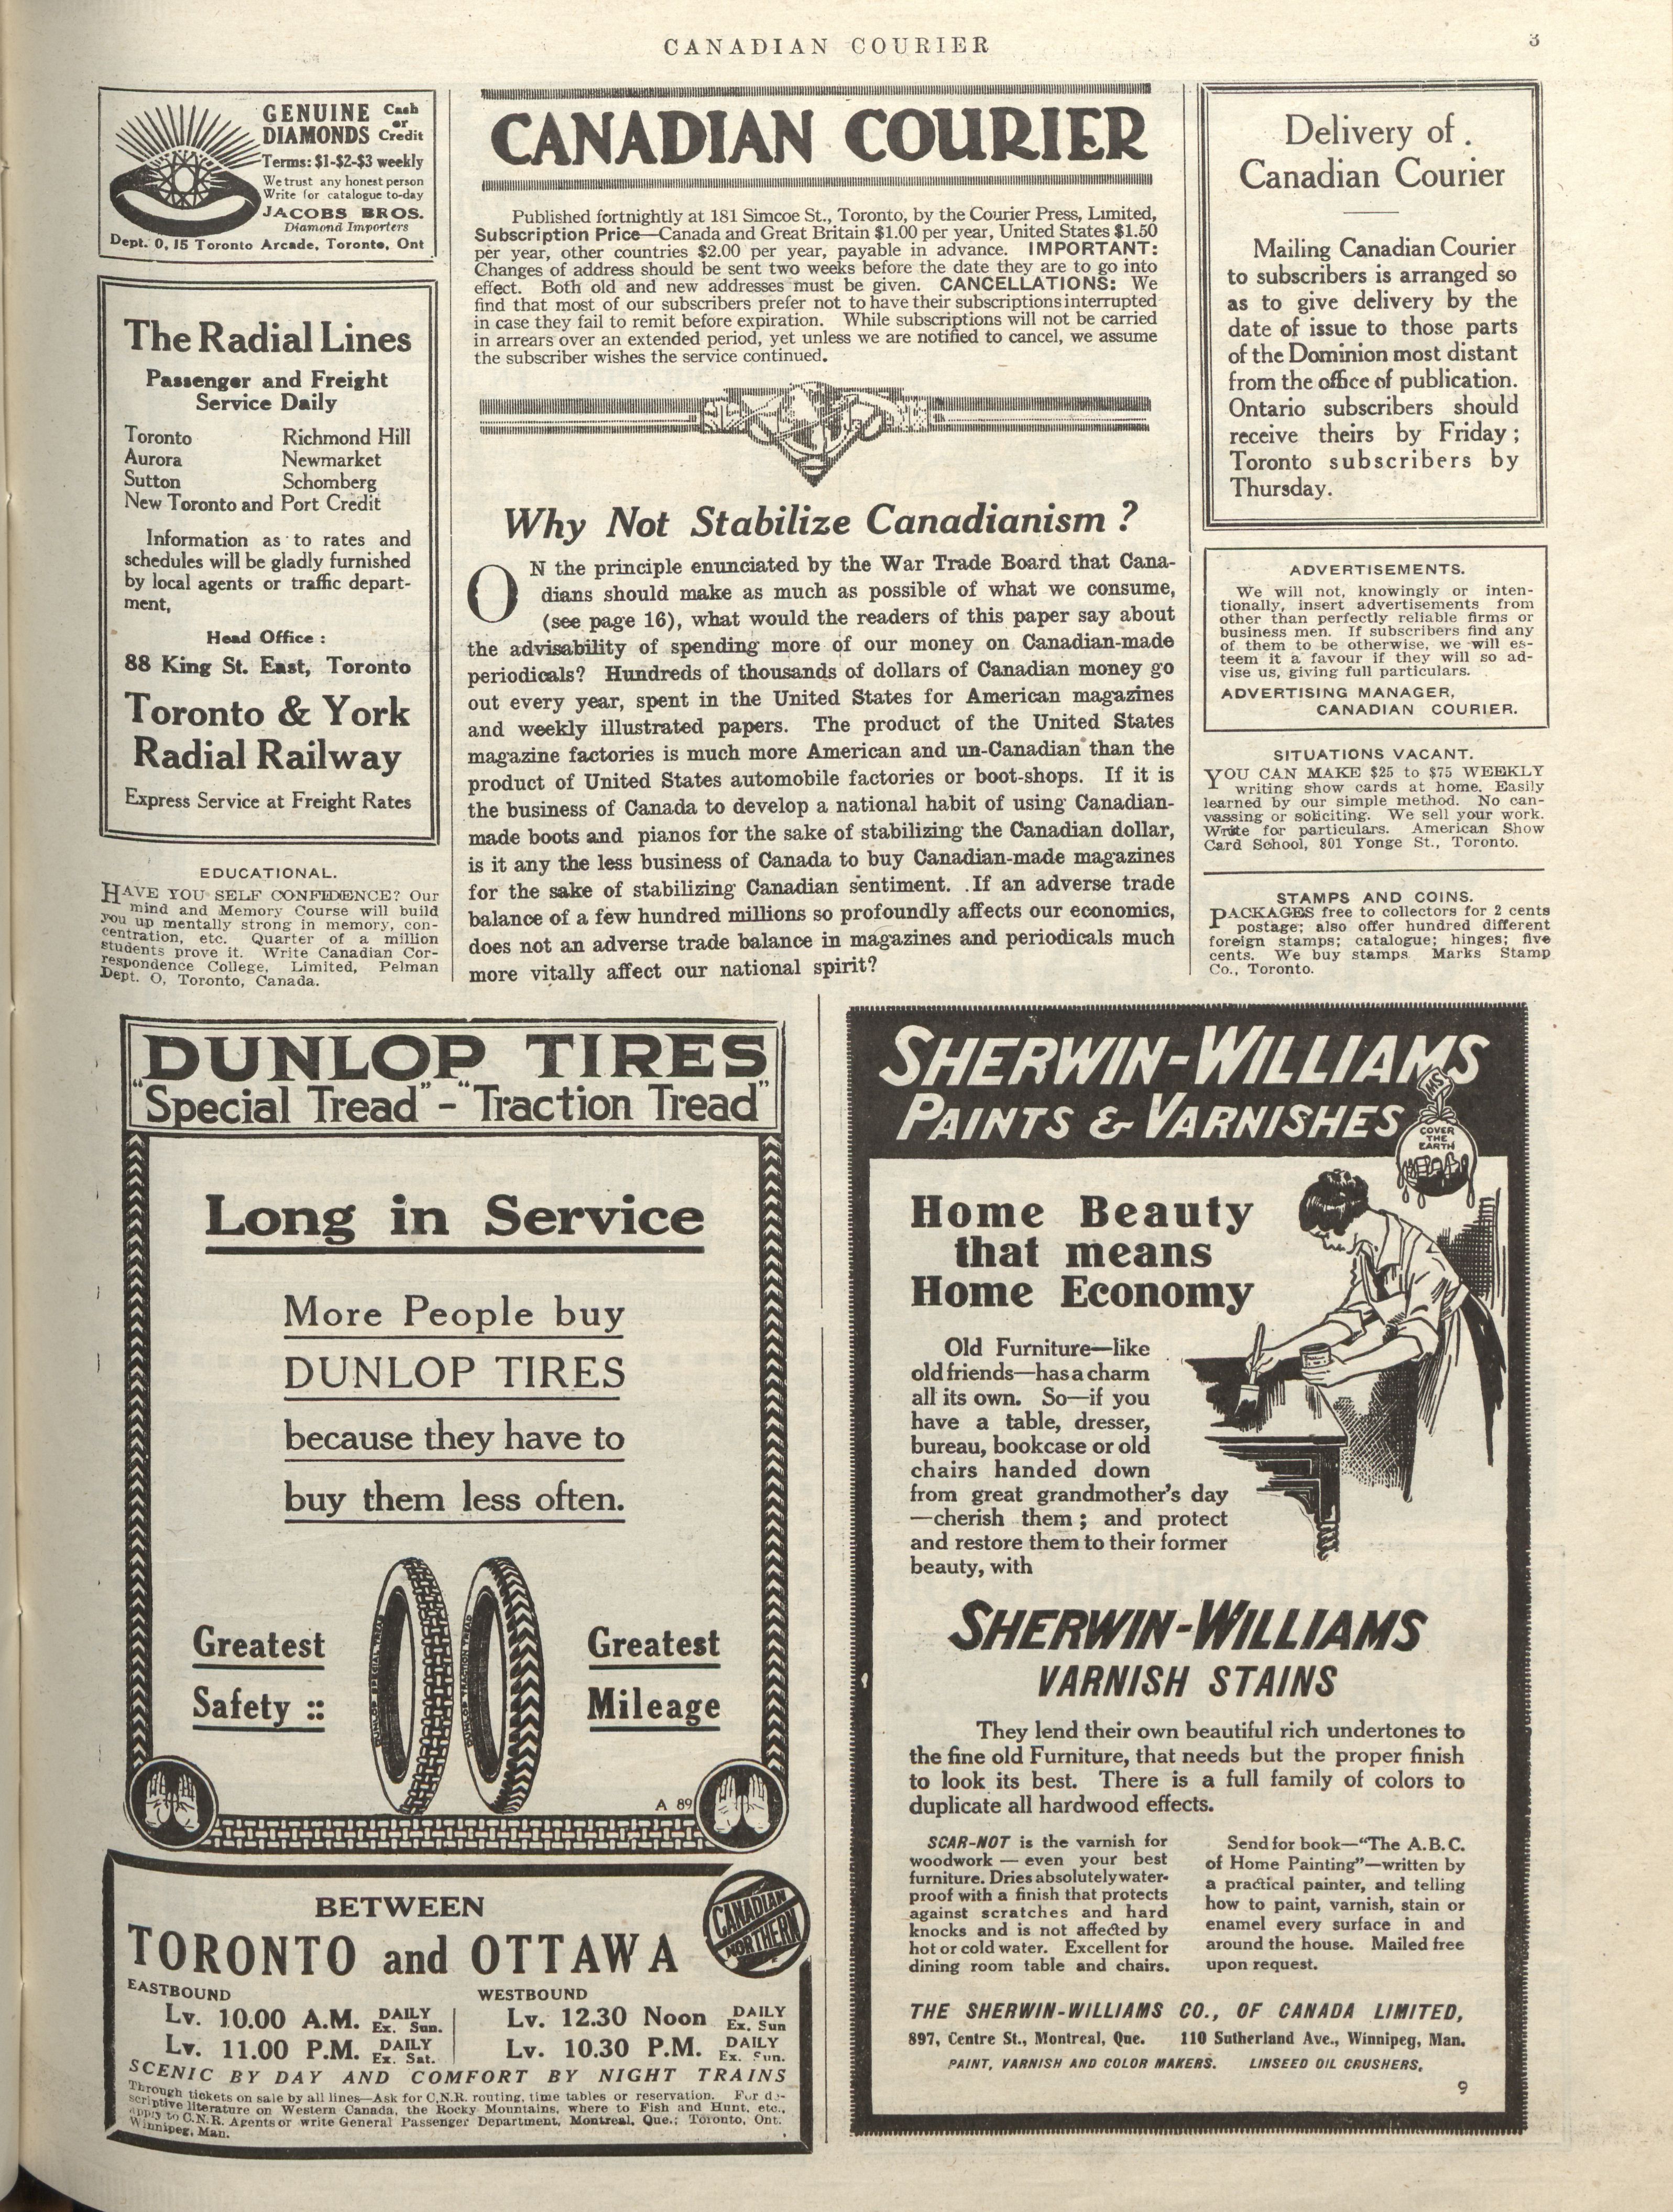 CANADIAN COURIER
3
GENUINE
DIAMONDS
Cash
or
Credit
Terms: $1-$2-$3 weekly
We trust any honest person
Write for catalogue to-day
JACOBS BROS.
Diamond Importers
Dept. O, 15 Toronto Arcade, Toronto, Ont
The Radial Lines
Passenger and Freight
Service Daily
Toronto Richmond Hill
Aurora Newmarket
Sutton Schomberg
New Toronto and Port Credit
Information as to rates and
schedules will be gladly furnished
by local agents or traffic depart-
ment,
Head Office :
88 King St. East, Toronto
Toronto & York
Radial Railway
Express Service at Freight Rates
EDUCATIONAL.
HAVE YOU SELF CONFIDENCE? Our
mind and Memory Course will build
you up mentally strong in memory, con-
centration, etc. Quarter of a million
students prove it. Write Canadian Cor-
respondence College, Limited, Pelman
Dept. O, Toronto, Canada.
CANADIAN COURIER
Published fortnightly at 181 Simcoe St., Toronto, by the Courier Press, Limited,
Subscription Price—Canada and Great Britain $1.00 per year, United States $1.50
per year, other countries $2.00 per year, payable in advance. IMPORTANT:
Changes of address should be sent two weeks before the date they are to go into
effect. Both old and new addresses must be given. CANCELLATIONS: We
find that most of our subscribers prefer not to have their subscriptions interrupted
in case they fail to remit before expiration. While subscriptions will not be carried
in arrears over an extended period, yet unless we are notified to cancel, we assume
the subscriber wishes the service continued.
Why Not Stabilize Canadianism ?
ON the principle enunciated by the War Trade Board that Cana-
dians should make as much as possible of what we consume,
(see page 16), what would the readers of this paper say about
the advisability of spending more of our money on Canadian-made
periodicals? Hundreds of thousands of dollars of Canadian money go
out every year, spent in the United States for American magazines
and weekly illustrated papers. The product of the United States
magazine factories is much more American and un-Canadian than the
product of United States automobile factories or boot-shops. If it is
the business of Canada to develop a national habit of using Canadian-
made boots and pianos for the sake of stabilizing the Canadian dollar,
is it any the less business of Canada to buy Canadian-made magazines
for the sake of stabilizing Canadian sentiment. . If an adverse trade
balance of a few hundred millions so profoundly affects our economics,
does not an adverse trade balance in magazines and periodicals much
more vitally affect our national spirit?
Delivery of .
Canadian Courier
Mailing Canadian Courier
to subscribers is arranged so
as to give delivery by the
date of issue to those parts
of the Dominion most distant
from the office of publication.
Ontario subscribers should
receive theirs by Friday ;
Toronto subscribers by
Thursday.
ADVERTISEMENTS.
We will not, knowingly or inten-
tionally, insert advertisements from
other than perfectly reliable firms or
business men. If subscribers find any
of them to be otherwise, we will es-
teem it a favour if they will so ad-
vise us, giving full particulars.
ADVERTISING MANAGER,
CANADIAN COURIER.
SITUATIONS VACANT.
YOU CAN MAKE $25 to $75 WEEKLY
writing show cards at home. Easily
learned by our simple method. No can-
vassing or soliciting. We sell your work.
Write for particulars. American Show
Card School, 801 Yonge St., Toronto.
STAMPS AND COINS.
PACKAGES free to collectors for 2 cents
postage; also offer hundred different
foreign stamps; catalogue; hinges; five
cents. We buy stamps Marks Stamp
Co., Toronto.
DUNLOP TIRES
"Special Tread" - "Traction Tread"
Long in Service
More People buy
DUNLOP TIRES
because they have to
buy them less often.
Greatest
Safety ::
DUNLOP SPECIAL TREAD
DUNLOP TRACTION TREAD
Greatest
Mileage
A 89
BETWEEN
TORONTO and OTTAWA
CANADIAN
NORTHERN
EASTBOUND
Lv. 10.00 A.M. DAILY Ex. Sun.
Lv. 11.00 P.M. DAILY Ex. Sat.
WESTBOUND
Lv. 12.30 Noon DAILY Ex. Sun
Lv. 10.30 P.M. DAILY Ex. Sun.
SCENIC BY DAY AND COMFORT BY NIGHT TRAINS
Through tickets on sale by all lines—Ask for C.N.R. routing, time tables or reservation. For de-
scriptive literature on Western Canada, the Rocky Mountains, where to Fish and Hunt, etc.,
apply to C.N.R. Agents or write General Passenger Department, Montreal, Que.; Toronto, Ont.
Winnipeg, Man.
SHERWIN-WILLIAMS
PAINTS & VARNISHES
COVER
THE
EARTH
Home Beauty
that means
Home Economy
Old Furniture—like
old friends—has a charm
all its own. So—if you
have a table, dresser,
bureau, bookcase or old
chairs handed down
from great grandmother's day
—cherish them ; and protect
and restore them to their former
beauty, with
SHERWIN-WILLIAMS
VARNISH STAINS
They lend their own beautiful rich undertones to
the fine old Furniture, that needs but the proper finish
to look its best. There is a full family of colors to
duplicate all hardwood effects.
SCAR-NOT is the varnish for
woodwork — even your best
furniture. Dries absolutely water-
proof with a finish that protects
against scratches and hard
knocks and is not affected by
hot or cold water. Excellent for
dining room table and chairs.
Send for book—"The A.B.C.
of Home Painting"—written by
a practical painter, and telling
how to paint, varnish, stain or
enamel every surface in and
around the house. Mailed free
upon request.
THE SHERWIN-WILLIAMS CO., OF CANADA LIMITED,
897, Centre St., Montreal, Que. 110 Sutherland Ave., Winnipeg, Man.
PAINT, VARNISH AND COLOR MAKERS. LINSEED OIL CRUSHERS,
9